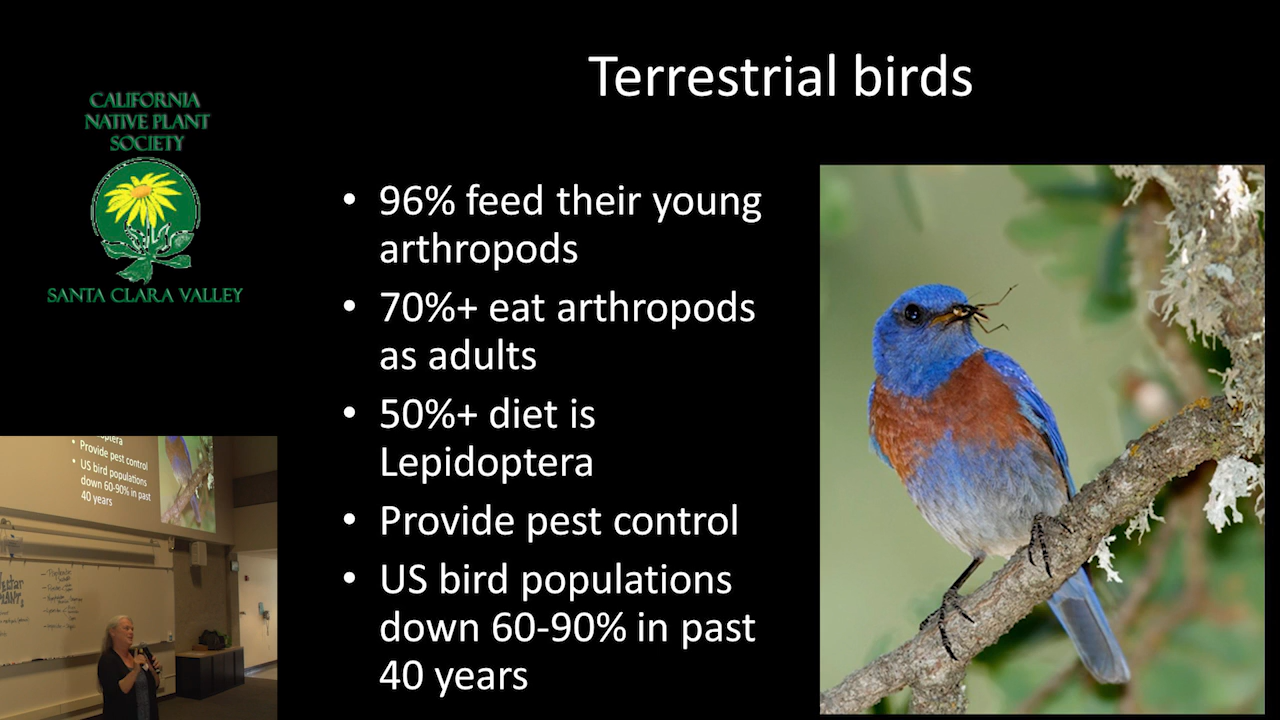 Terrestrial birds
CALIFORNIA
NATIVE PLANT
SOCIETY
SANTA CLARA VALLEY
• 96% feed their young
arthropods
• 70%+ eat arthropods
as adults
• 50%+ diet is
Lepidoptera
• Provide pest control
• US bird populations
down 60-90% in past
40 years
• Provide pest control
• US bird populations
down 60-90% in past
40 years